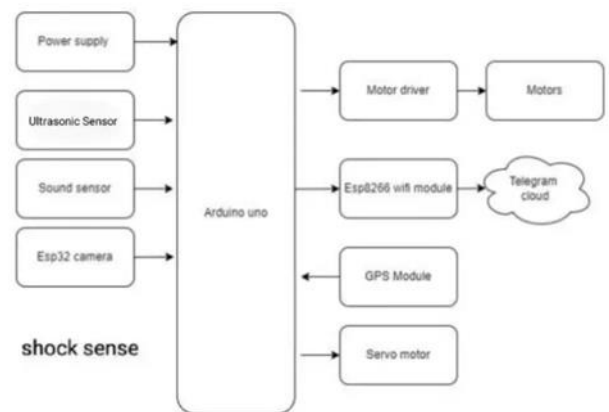 Power supply
Ultrasonic Sensor
Sound sensor
Esp32 camera
shock sense
Arduino uno
Motor driver
Motors
Esp8266 wifi module
Telegram
cloud
GPS Module
Servo motor